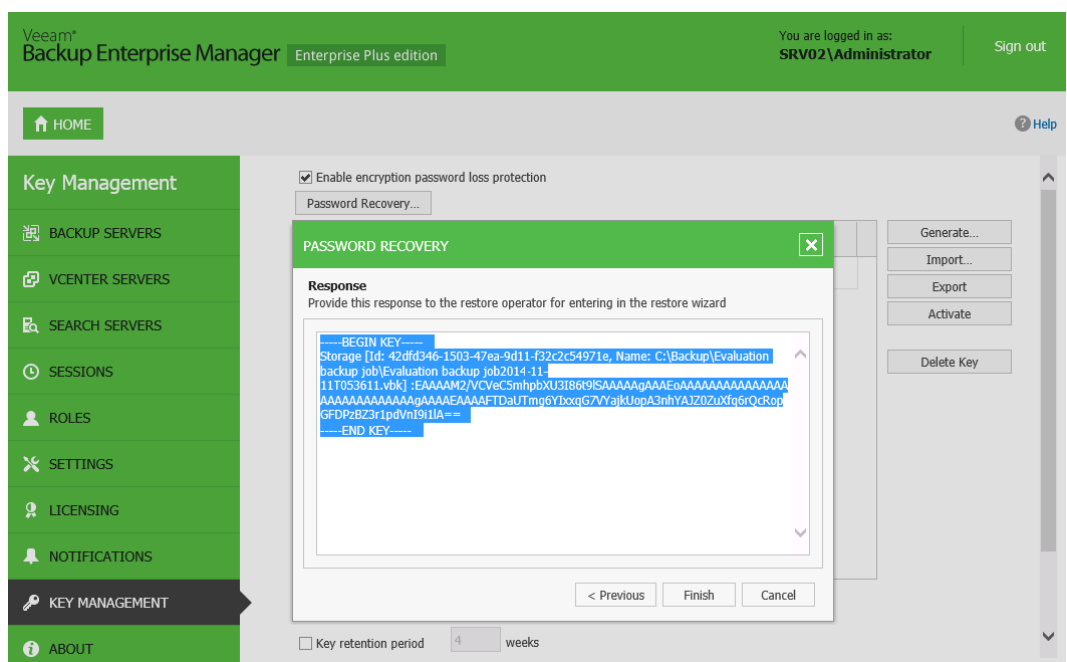 Veeam®
Backup Enterprise Manager Enterprise Plus edition
You are logged in as:
SRV02\Administrator
Sign out
HOME
Help
Key Management
BACKUP SERVERS
VCENTER SERVERS
SEARCH SERVERS
SESSIONS
ROLES
SETTINGS
LICENSING
NOTIFICATIONS
KEY MANAGEMENT
ABOUT
Enable encryption password loss protection
Password Recovery...
PASSWORD RECOVERY
Response
Provide this response to the restore operator for entering in the restore wizard
-----BEGIN KEY-----
Storage [Id: 42dfd346-1503-47ea-9d11-f32c2c54971e, Name: C:\Backup\Evaluation
backup job\Evaluation backup job2014-11-
11T053611.vbk] :EAAAAM2/VCVeC5mhpbXU3I86t9lSAAAAAgAAAEoAAAAAAAAAAAAAAA
AAAAAAAAAAAAAgAAAAEAAAAFTDaUTmg6YIxxqG7VYajkUopA3nhYAJZ0ZuXfq6rQcRop
GFDPzBZ3r1pdVnI9i1lA==
-----END KEY-----
< Previous
Finish
Cancel
Generate...
Import...
Export
Activate
Delete Key
Key retention period 4 weeks